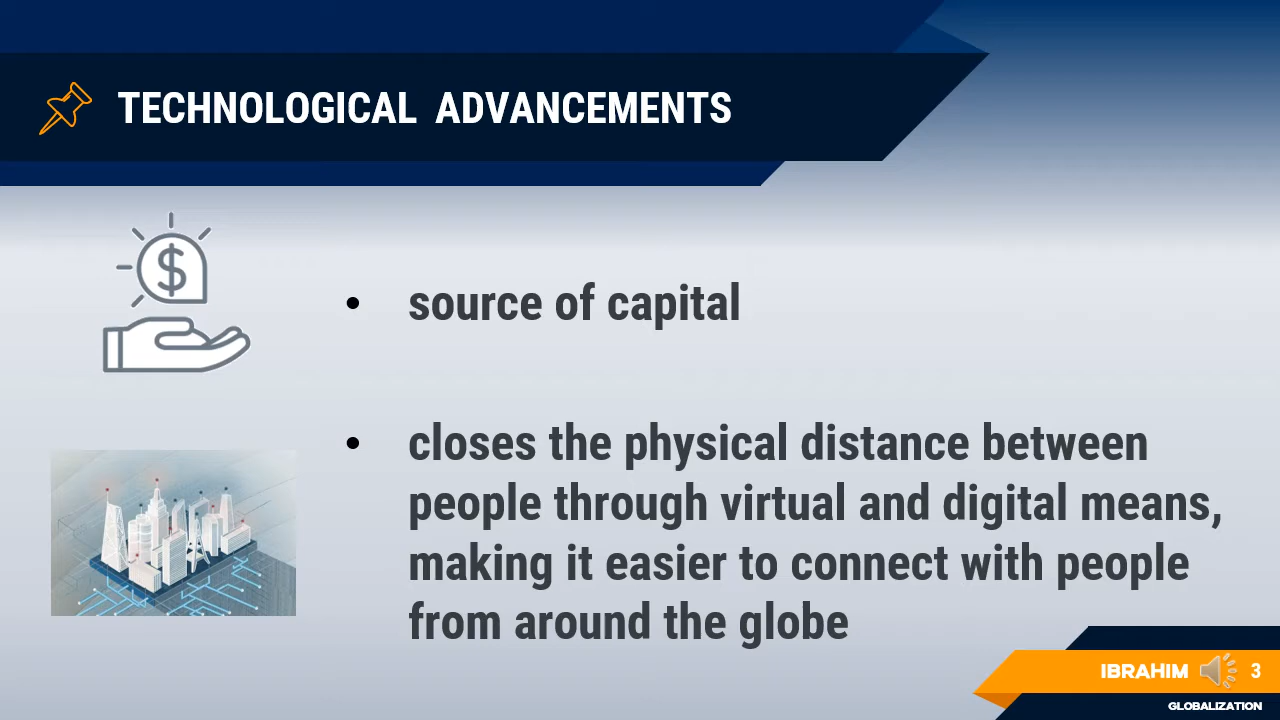 TECHNOLOGICAL ADVANCEMENTS
$
• source of capital
• closes the physical distance between
people through virtual and digital means,
making it easier to connect with people
from around the globe
IBRAHIM 3
GLOBALIZATION